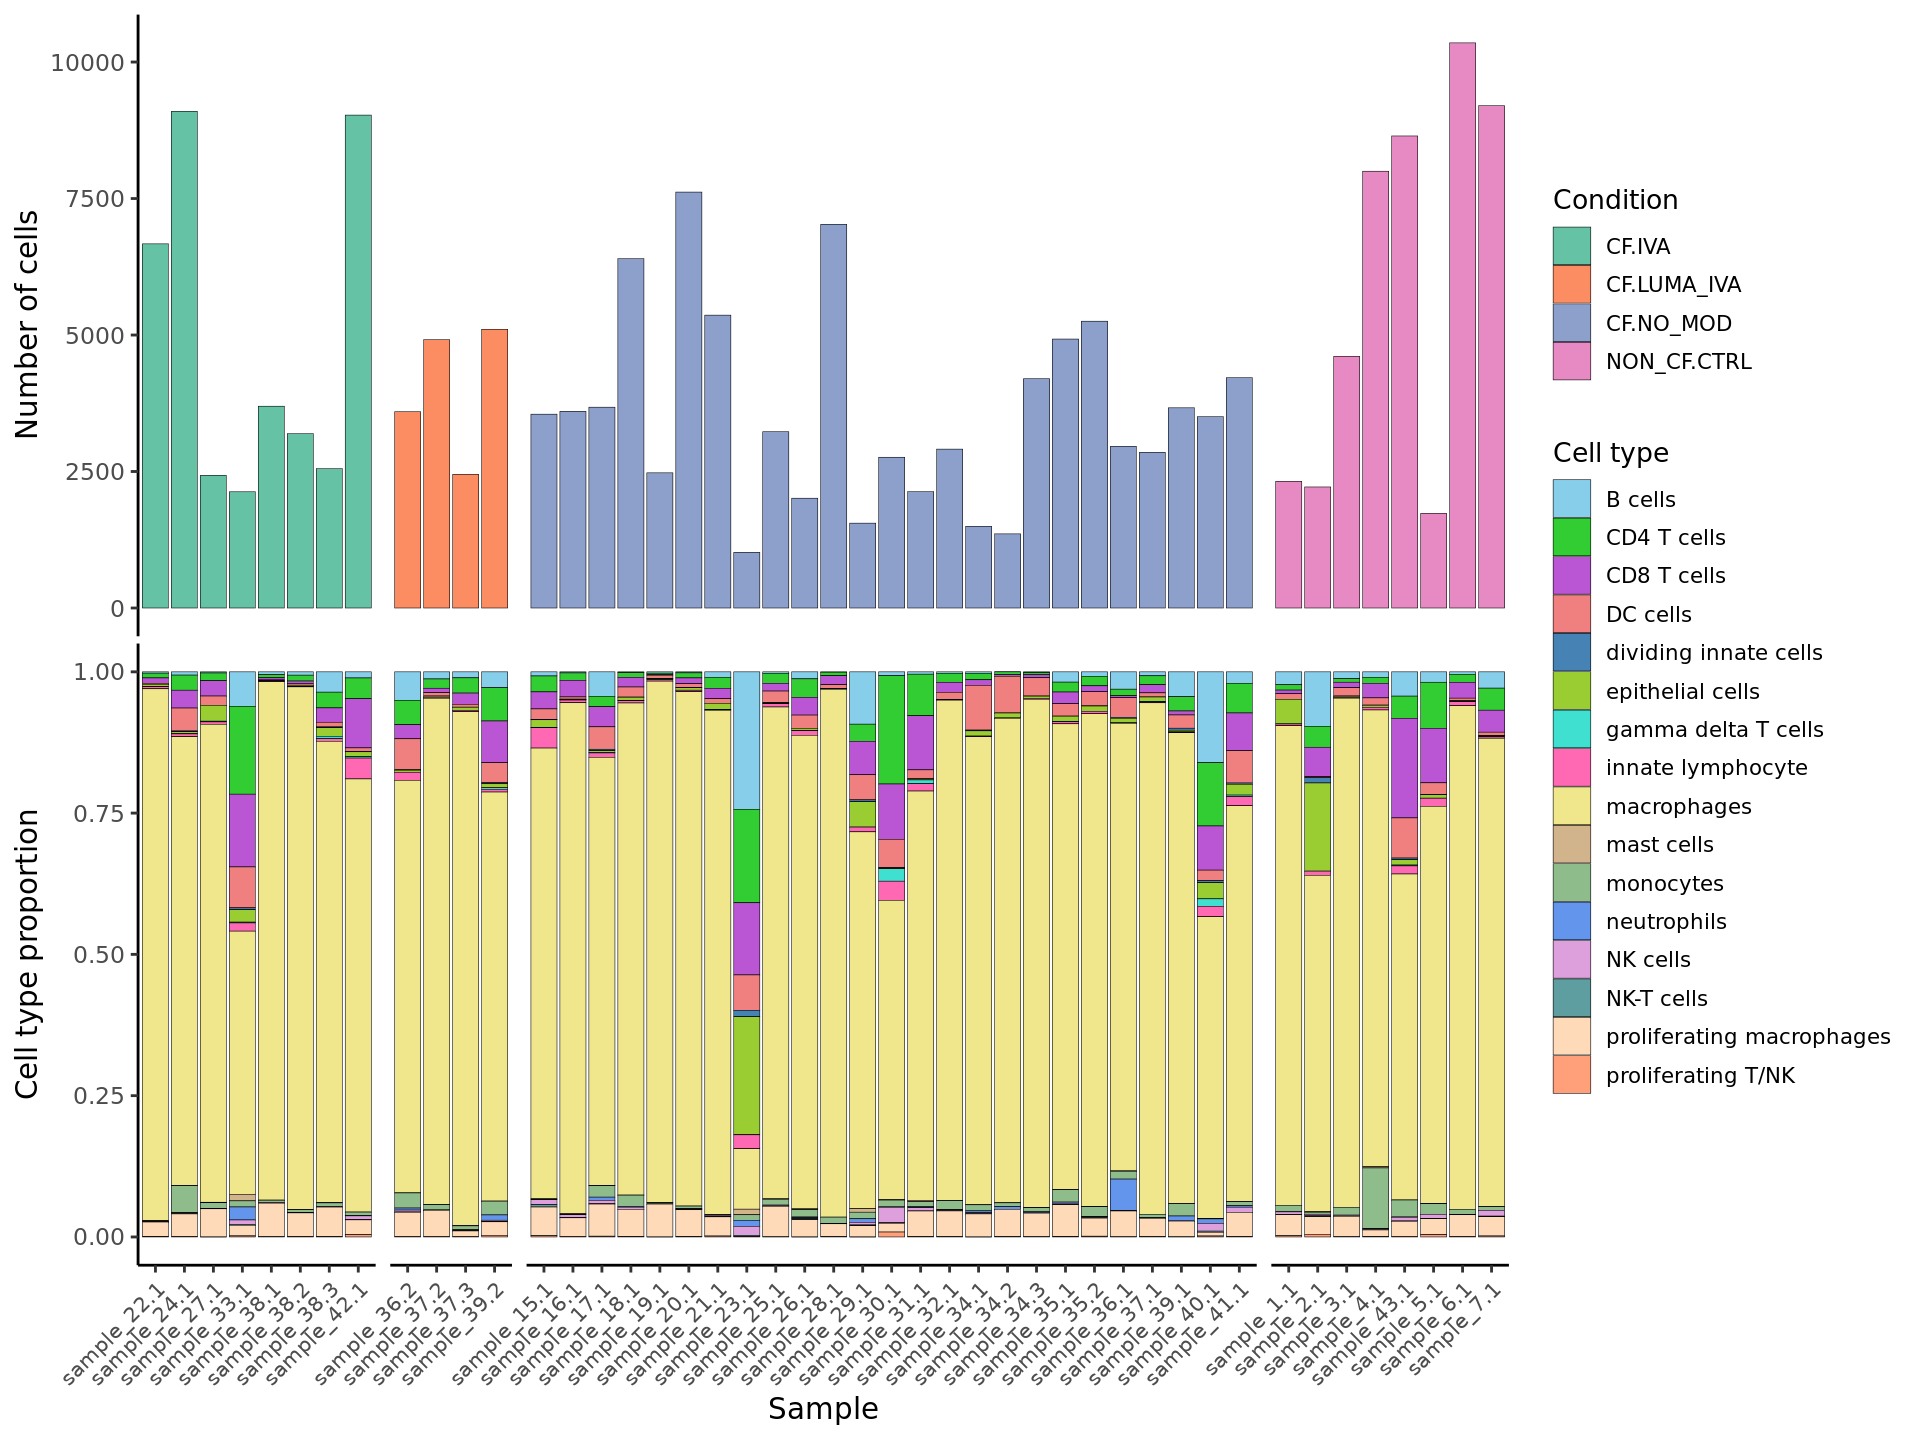 Number of cells
10000
7500
5000
2500
0
Cell type proportion
1.00
0.75
0.50
0.25
0.00
sample_22.1
sample_24.1
sample_27.1
sample_33.1
sample_38.1
sample_38.2
sample_38.3
sample_42.1
sample_36.2
sample_37.2
sample_37.3
sample_39.2
sample_15.1
sample_16.1
sample_17.1
sample_18.1
sample_19.1
sample_20.1
sample_21.1
sample_23.1
sample_25.1
sample_26.1
sample_28.1
sample_29.1
sample_30.1
sample_31.1
sample_32.1
sample_34.1
sample_34.2
sample_34.3
sample_35.1
sample_35.2
sample_36.1
sample_37.1
sample_39.1
sample_40.1
sample_41.1
sample_1.1
sample_2.1
sample_3.1
sample_4.1
sample_43.1
sample_5.1
sample_6.1
sample_7.1
Sample
Condition
CF.IVA
CF.LUMA_IVA
CF.NO_MOD
NON_CF.CTRL
Cell type
B cells
CD4 T cells
CD8 T cells
DC cells
dividing innate cells
epithelial cells
gamma delta T cells
innate lymphocyte
macrophages
mast cells
monocytes
neutrophils
NK cells
NK-T cells
proliferating macrophages
proliferating T/NK